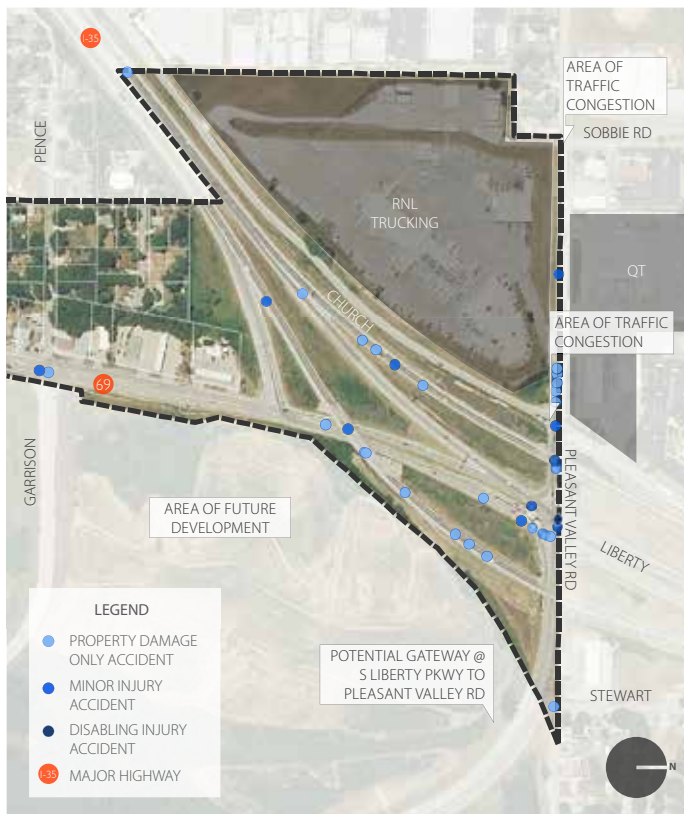 I-35
AREA OF
TRAFFIC
CONGESTION
SOBBIE RD
PENCE
RNL
TRUCKING
QT
CHURCH
AREA OF TRAFFIC
CONGESTION
69
GARRISON
PLEASANT VALLEY RD
AREA OF FUTURE
DEVELOPMENT
LIBERTY
LEGEND
PROPERTY DAMAGE
ONLY ACCIDENT
MINOR INJURY
ACCIDENT
DISABLING INJURY
ACCIDENT
I-35 MAJOR HIGHWAY
POTENTIAL GATEWAY @
S LIBERTY PKWY TO
PLEASANT VALLEY RD
STEWART
N